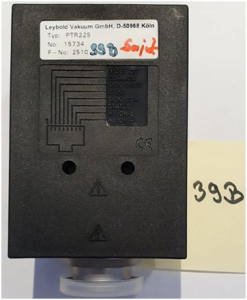 Leybold Vakuum GmbH, D-50968 Köln
Typ: PTR225
No: 15734
F-No: 2510
39B
CE
39B